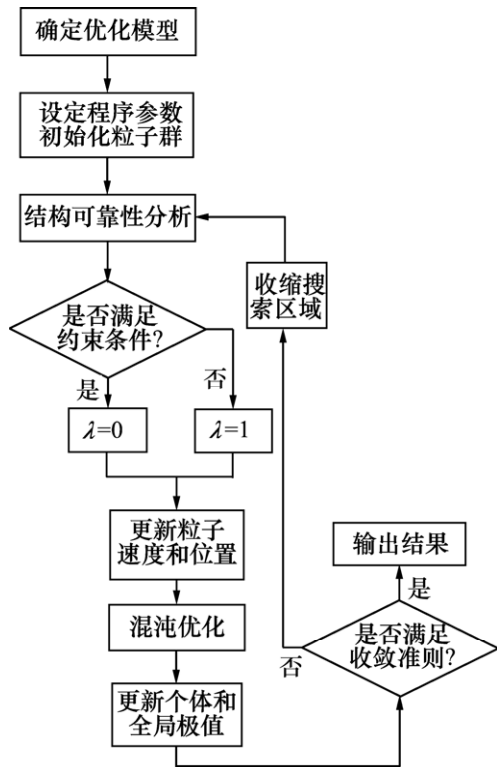 确定优化模型
设定程序参数
初始化粒子群
结构可靠性分析
收缩搜
索区域
是否满足
约束条件?
是
否
λ=0
λ=1
更新粒子
速度和位置
输出结果
是
混沌优化
是否满足
收敛准则?
否
更新个体和
全局极值